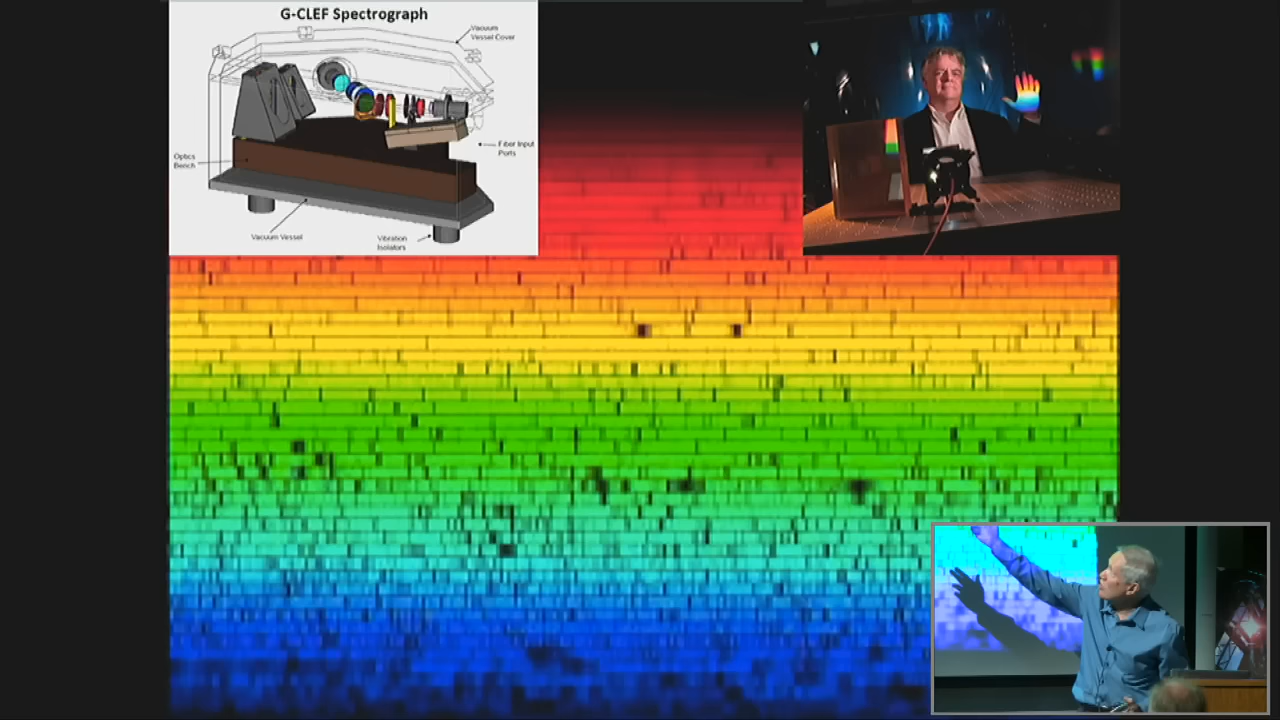 G-CLEF Spectrograph
Vacuum
Vessel Cover
Fiber Input
Ports
Optics
Bench
Vacuum Vessel
Vibration
Isolators